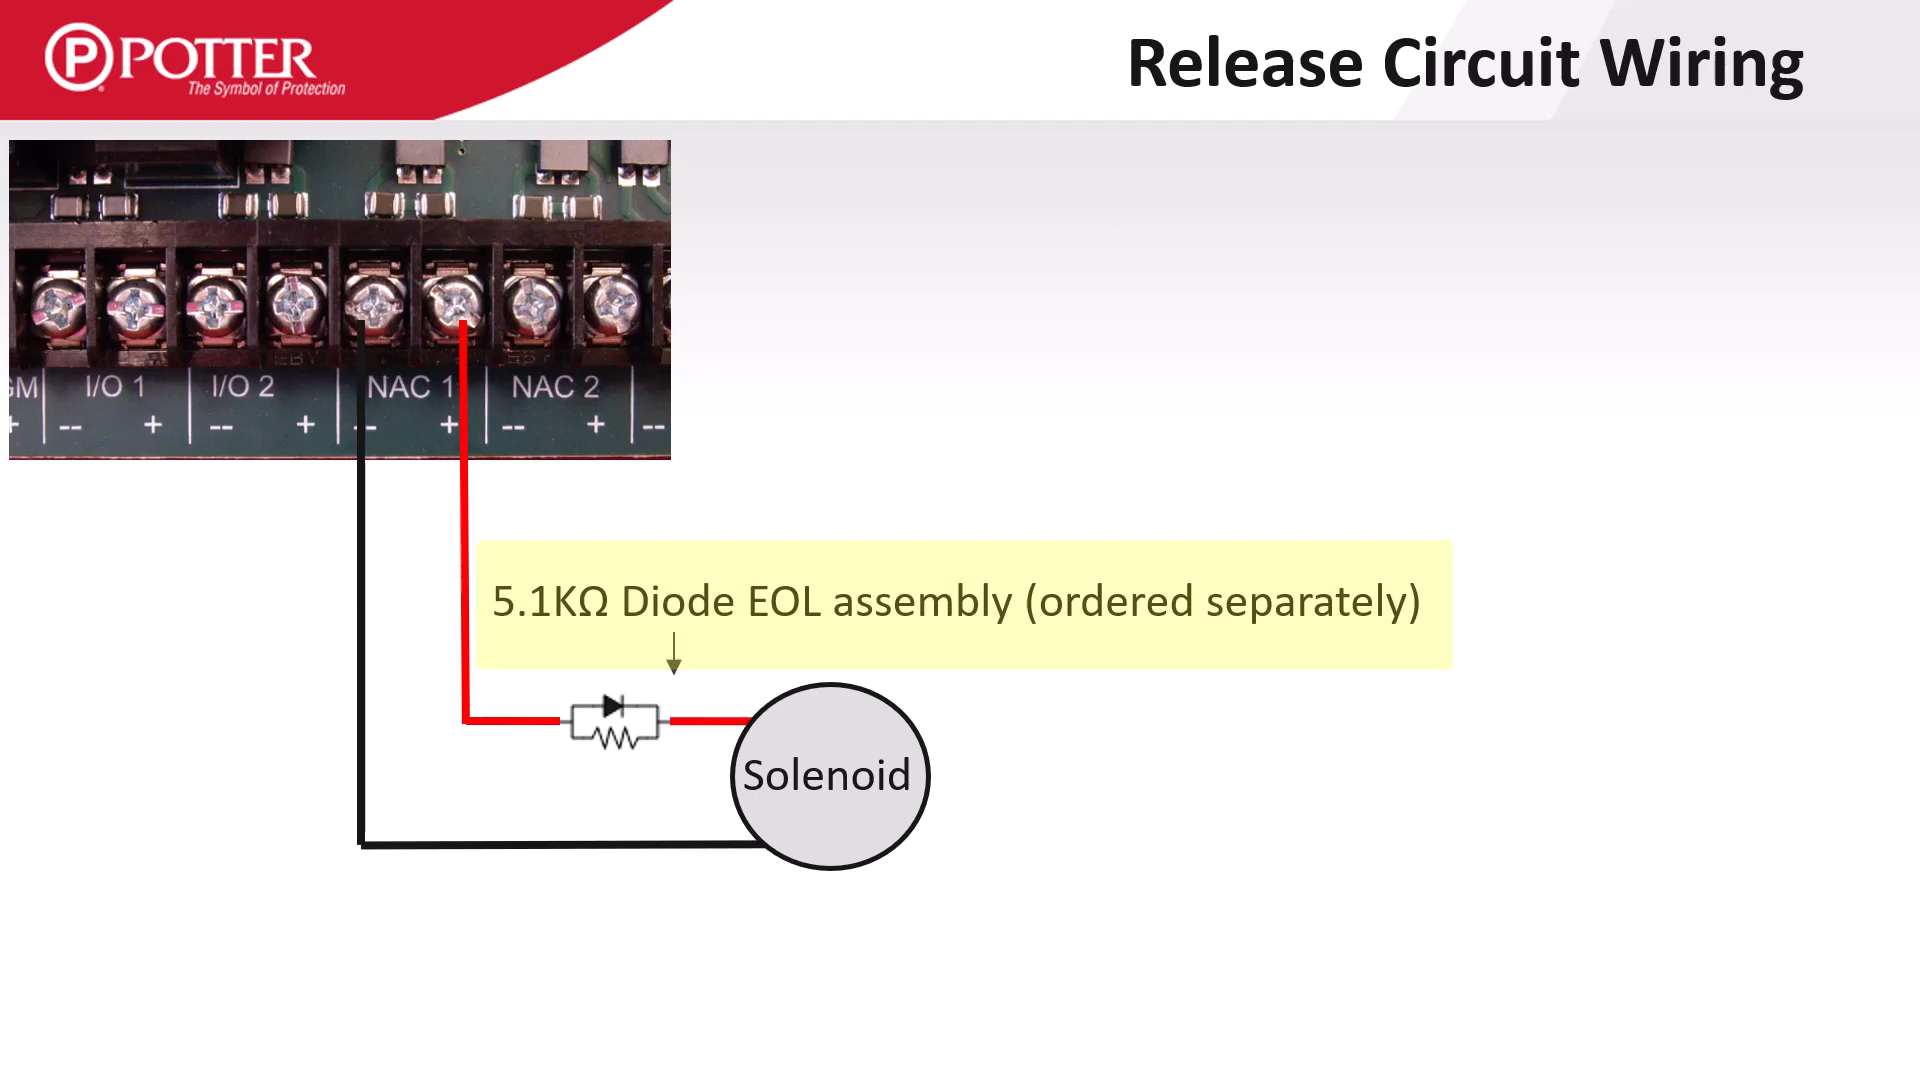 P POTTER
The Symbol of Protection
Release Circuit Wiring
GM I/O 1 I/O 2 NAC 1 NAC 2
+ -- + -- + -- + -- + --
5.1KΩ Diode EOL assembly (ordered separately)
Solenoid